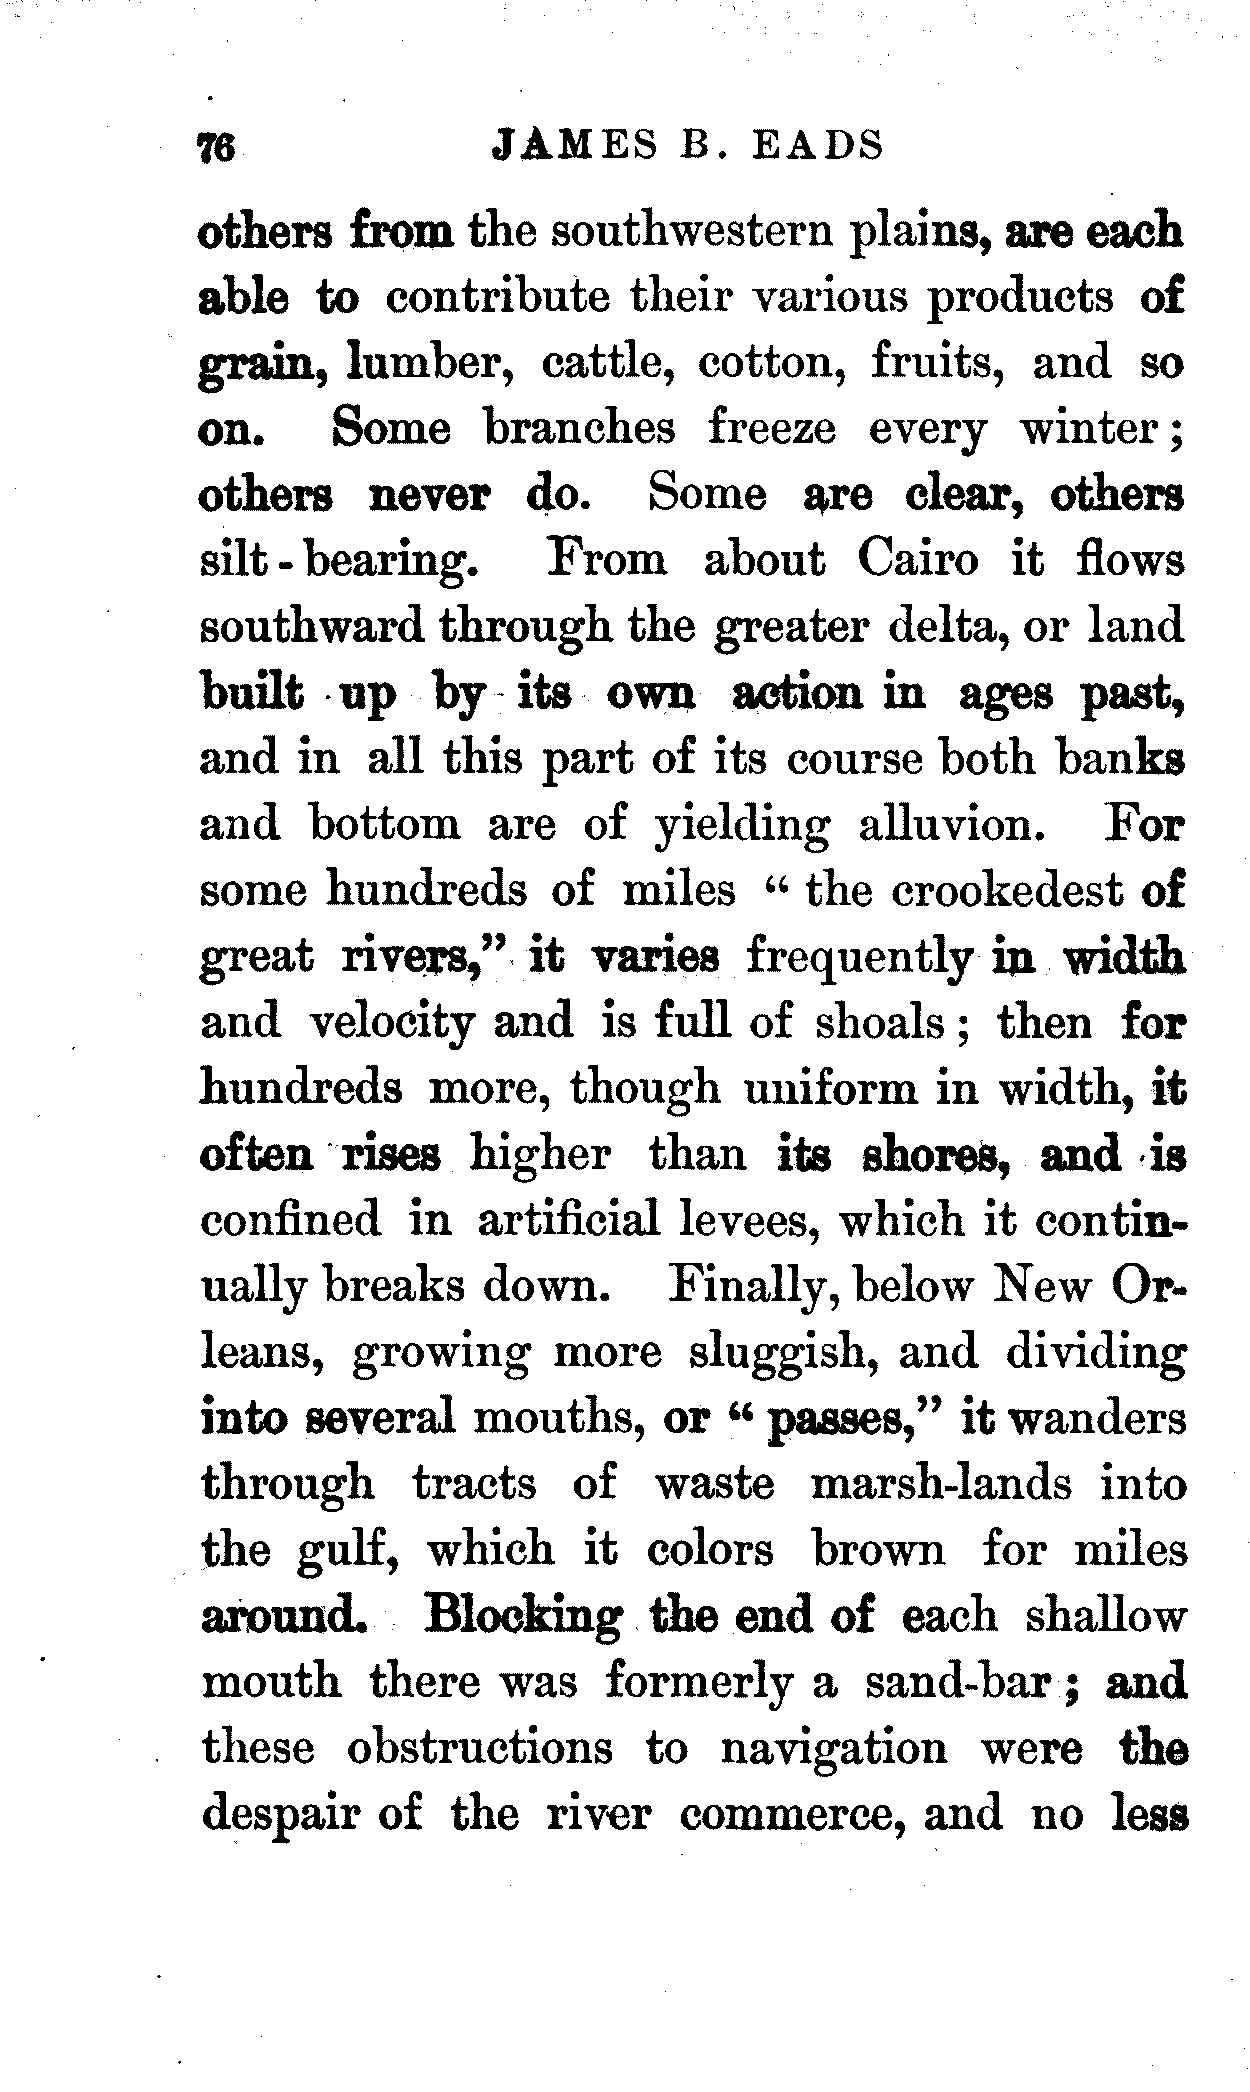 76 JAMES B. EADS
others from the southwestern plains, are each
able to contribute their various products of
grain, lumber, cattle, cotton, fruits, and so
on. Some branches freeze every winter;
others never do. Some are clear, others
silt-bearing. From about Cairo it flows
southward through the greater delta, or land
built up by its own action in ages past,
and in all this part of its course both banks
and bottom are of yielding alluvion. For
some hundreds of miles "the crookedest of
great rivers," it varies frequently in width
and velocity and is full of shoals; then for
hundreds more, though uniform in width, it
often rises higher than its shores, and is
confined in artificial levees, which it contin-
ually breaks down. Finally, below New Or-
leans, growing more sluggish, and dividing
into several mouths, or "passes," it wanders
through tracts of waste marsh-lands into
the gulf, which it colors brown for miles
around. Blocking the end of each shallow
mouth there was formerly a sand-bar; and
these obstructions to navigation were the
despair of the river commerce, and no less